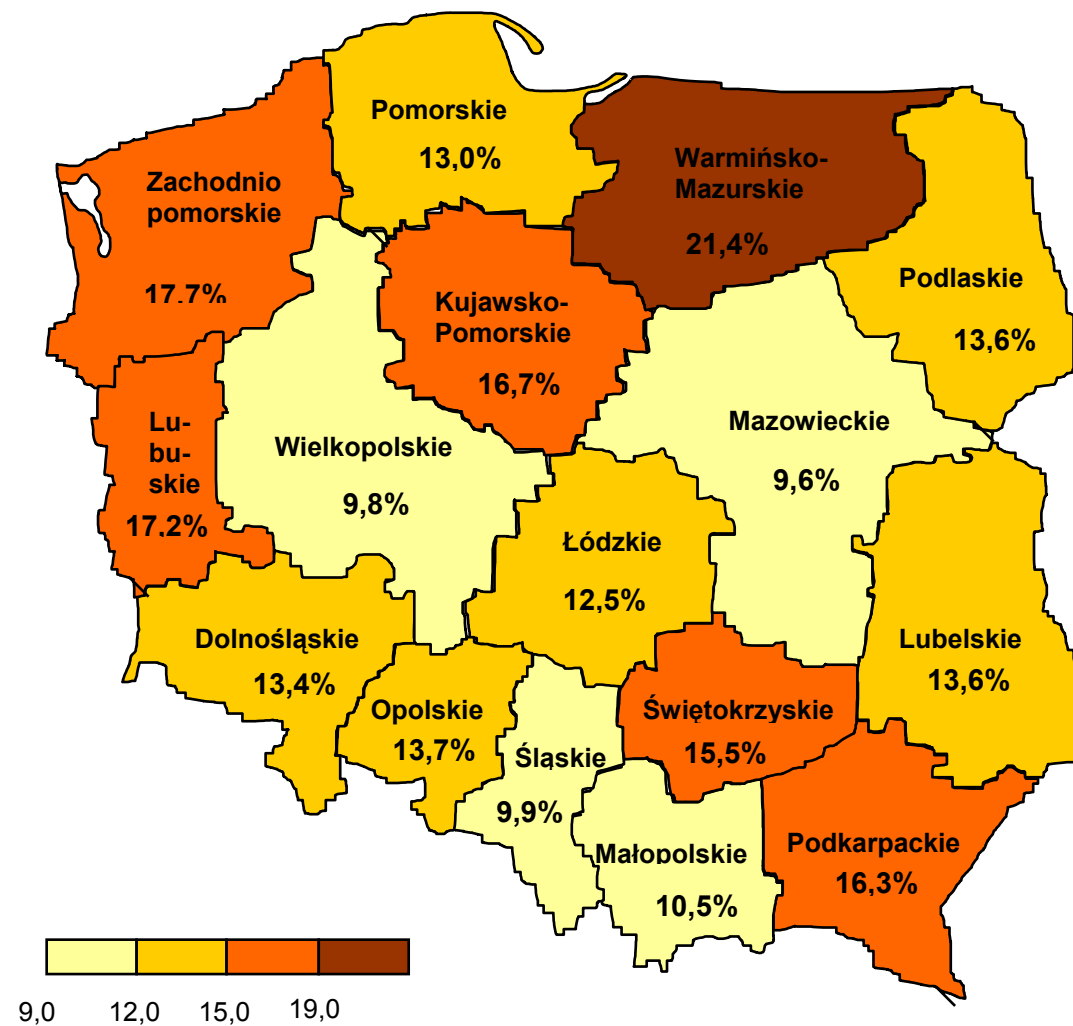 Pomorskie
13,0%
Warmińsko-
Mazurskie
21,4%
Zachodnio
pomorskie
17,7%
Podlaskie
13,6%
Kujawsko-
Pomorskie
16,7%
Mazowieckie
9,6%
Lu-
bu-
skie
17,2%
Wielkopolskie
9,8%
Łódzkie
12,5%
Dolnośląskie
13,4%
Lubelskie
13,6%
Opolskie
13,7%
Świętokrzyskie
15,5%
Śląskie
9,9%
Małopolskie
10,5%
Podkarpackie
16,3%
9,0 12,0 15,0 19,0